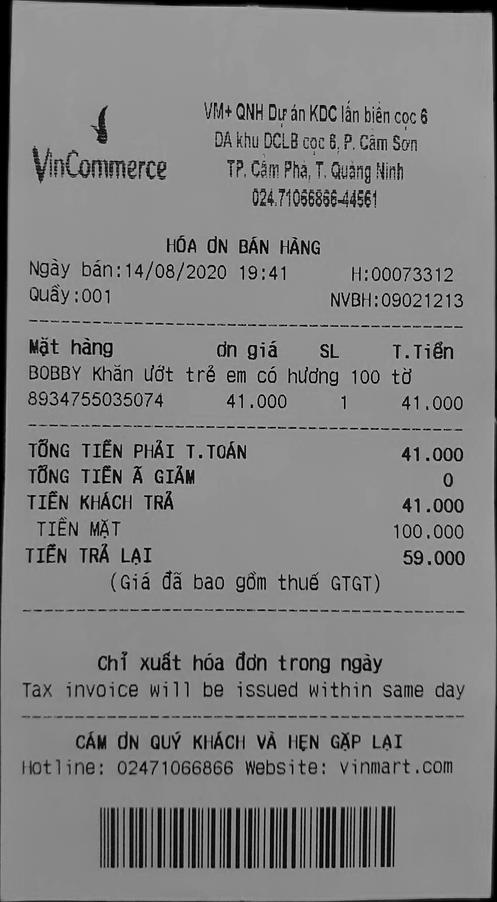 VinCommerce
VM+ QNH Dự án KDC lấn biên cọc 6
DA khu DCLB cọc 6, P. Cẩm Sơn
TP. Cẩm Phả, T. Quảng Ninh
024.71066866-44561
HÓA ƠN BÁN HÀNG
Ngày bán:14/08/2020 19:41 H:00073312
Quầy:001 NVBH:09021213
Mặt hàng ơn giá SL T.Tiền
BOBBY Khăn ướt trẻ em có hương 100 tờ
8934755035074 41.000 1 41.000
TỔNG TIỀN PHẢI T.TOÁN 41.000
TỔNG TIỀN Ã GIẢM 0
TIỀN KHÁCH TRẢ 41.000
TIỀN MẶT 100.000
TIỀN TRẢ LẠI 59.000
(Giá đã bao gồm thuế GTGT)
Chỉ xuất hóa đơn trong ngày
Tax invoice will be issued within same day
CÁM ƠN QUÝ KHÁCH VÀ HẸN GẶP LẠI
Hotline: 02471066866 Website: vinmart.com